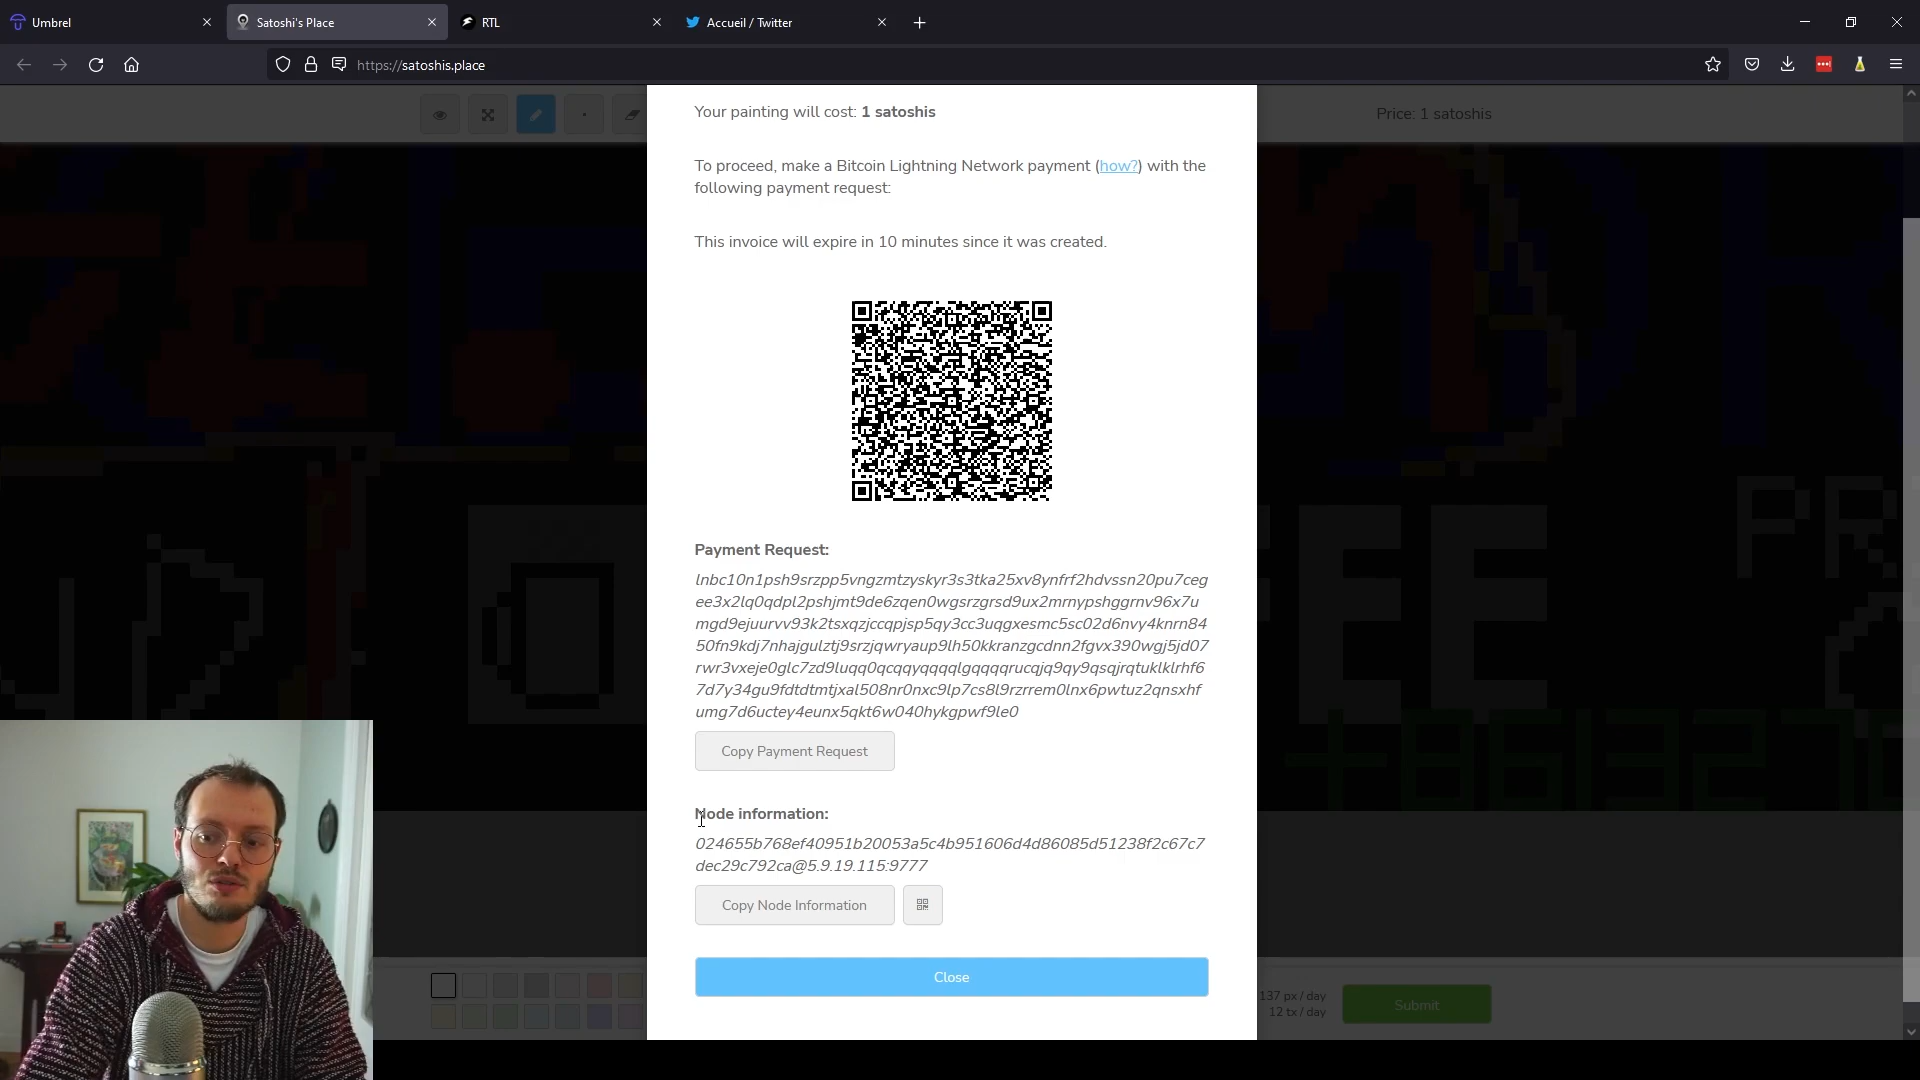 Umbrel
Satoshi's Place
RTL
Accueil / Twitter
https://satoshis.place
Price: 1 satoshis
Your painting will cost: 1 satoshis
To proceed, make a Bitcoin Lightning Network payment (how?) with the
following payment request:
This invoice will expire in 10 minutes since it was created.
Payment Request:
lnbc10n1psh9srzpp5vngzmtzyskyr3s3tka25xv8ynfrf2hdvssn20pu7ceg
ee3x2lq0qdpl2pshjmt9de6zqen0wgsrzgrsd9ux2mrnypshggrnv96x7u
mgd9ejuurvv93k2tsxqzjccqpjsp5qy3cc3uqgxesmc5sc02d6nvy4knrn84
50fn9kdj7nhajgulztj9srzjqwryaup9lh50kkranzgcdnn2fgvx390wgj5jd07
rwr3vxeje0glc7zd9luqq0qcqqyqqqqlgqqqqrucqjq9qy9qsqjrqtuklklrhf6
7d7y34gu9fdtdtmtjxal508nr0nxc9lp7cs8l9rzrrem0lnx6pwtuz2qnsxhf
umg7d6uctey4eunx5qkt6w040hykgpwf9le0
Copy Payment Request
Node information:
024655b768ef40951b20053a5c4b951606d4d86085d51238f2c67c7
dec29c792ca@5.9.19.115:9777
Copy Node Information
Close
137 px / day
12 tx / day
Submit